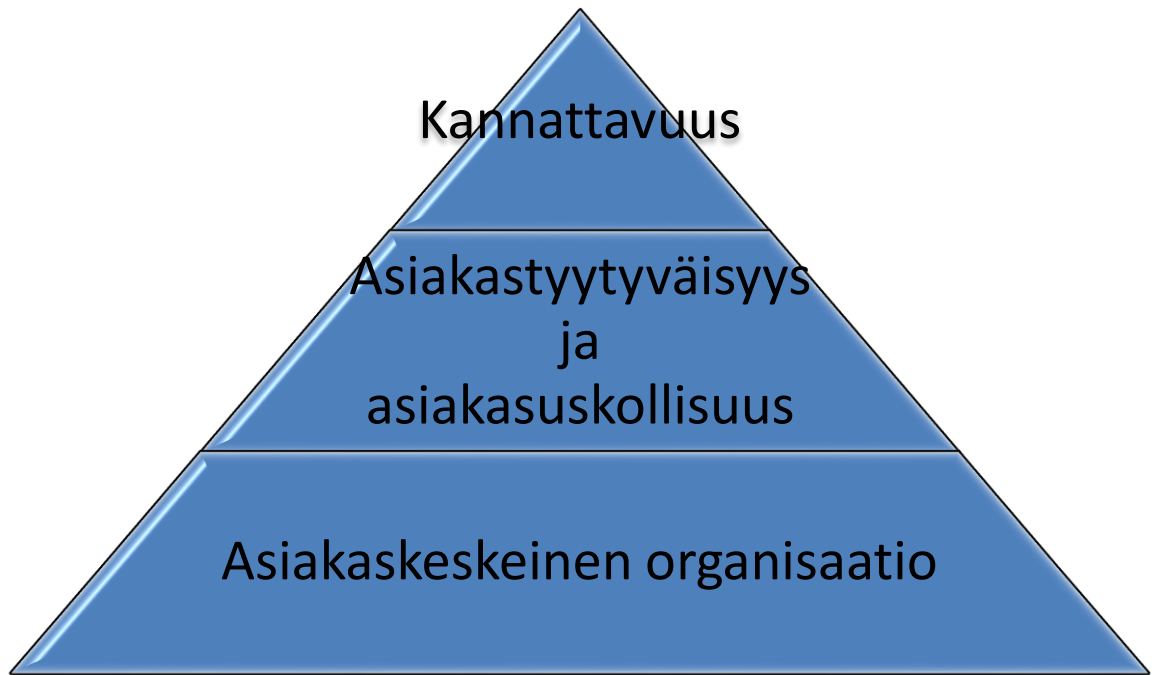 Kannattavuus
Asiakastyytyväisyys
ja
asiakasuskollisuus
Asiakaskeskeinen organisaatio